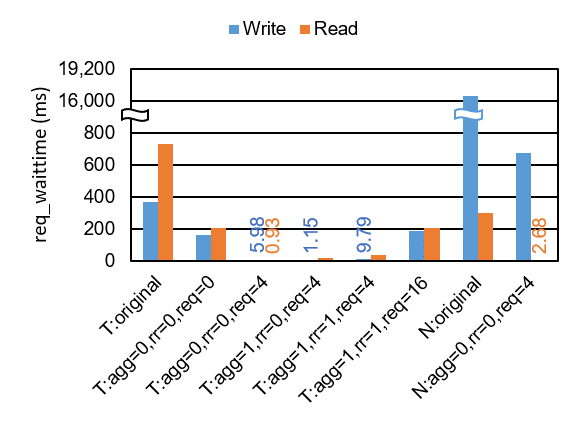 Write Read
req_waittime (ms)
19,200
16,000
800
600
400
200
0
5.98
0.93
1.15
9.79
2.68
T:original
T:agg=0,rr=0,req=0
T:agg=0,rr=0,req=4
T:agg=1,rr=0,req=4
T:agg=1,rr=1,req=4
T:agg=1,rr=1,req=16
N:original
N:agg=0,rr=0,req=4